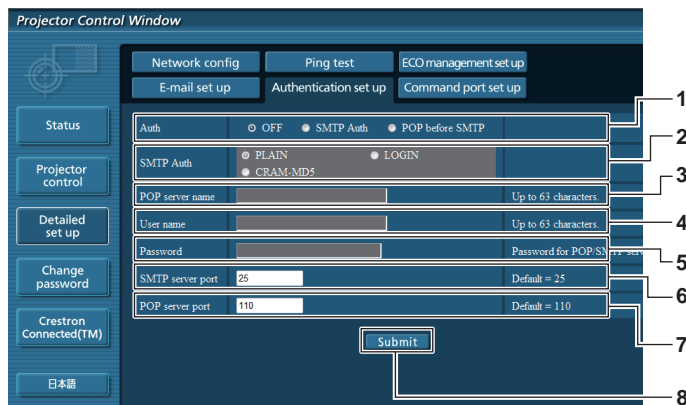 Projector Control Window
Network config Ping test ECO management set up
E-mail set up Authentication set up Command port set up
Status
Projector control
Detailed set up
Change password
Crestron Connected(TM)
日本語
Auth OFF SMTP Auth POP before SMTP 1
SMTP Auth PLAIN LOGIN 2
CRAM-MD5
POP server name Up to 63 characters. 3
User name Up to 63 characters. 4
Password Password for POP/SMTP serv 5
SMTP server port 25 Default = 25 6
POP server port 110 Default = 110 7
Submit 8